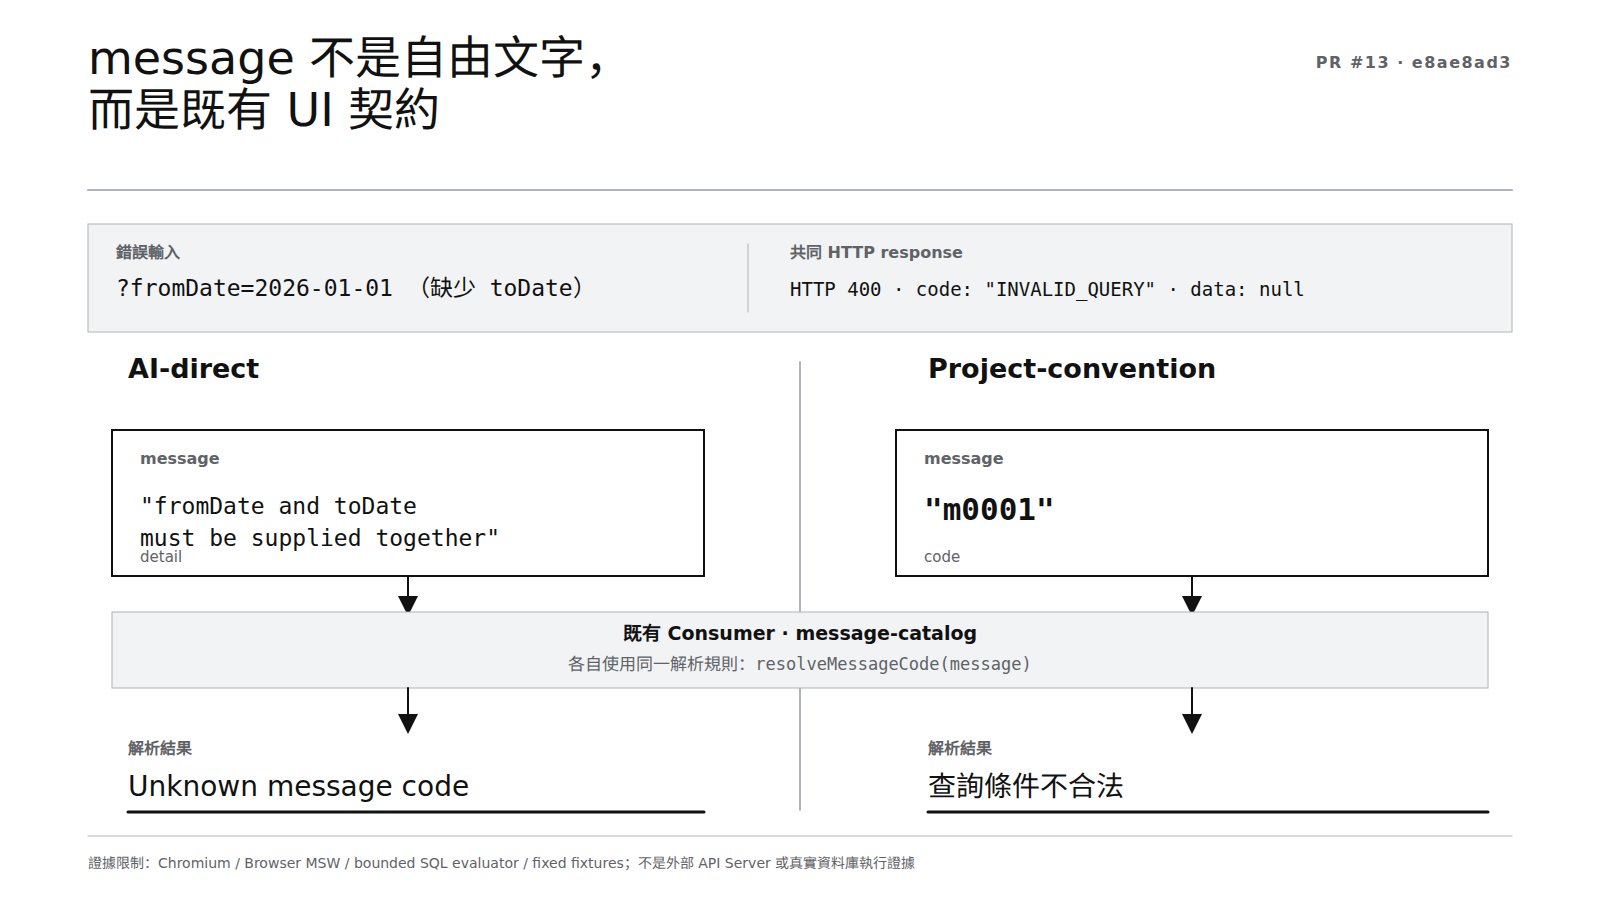 message 不是自由文字，
而是既有 UI 契約
PR #13 · e8ae8ad3
錯誤輸入
?fromDate=2026-01-01 （缺少 toDate）
共同 HTTP response
HTTP 400 · code: "INVALID_QUERY" · data: null
AI-direct
message
"fromDate and toDate
must be supplied together"
detail
Project-convention
message
"m0001"
code
既有 Consumer · message-catalog
各自使用同一解析規則：resolveMessageCode(message)
解析結果
Unknown message code
解析結果
查詢條件不合法
證據限制：Chromium / Browser MSW / bounded SQL evaluator / fixed fixtures；不是外部 API Server 或真實資料庫執行證據